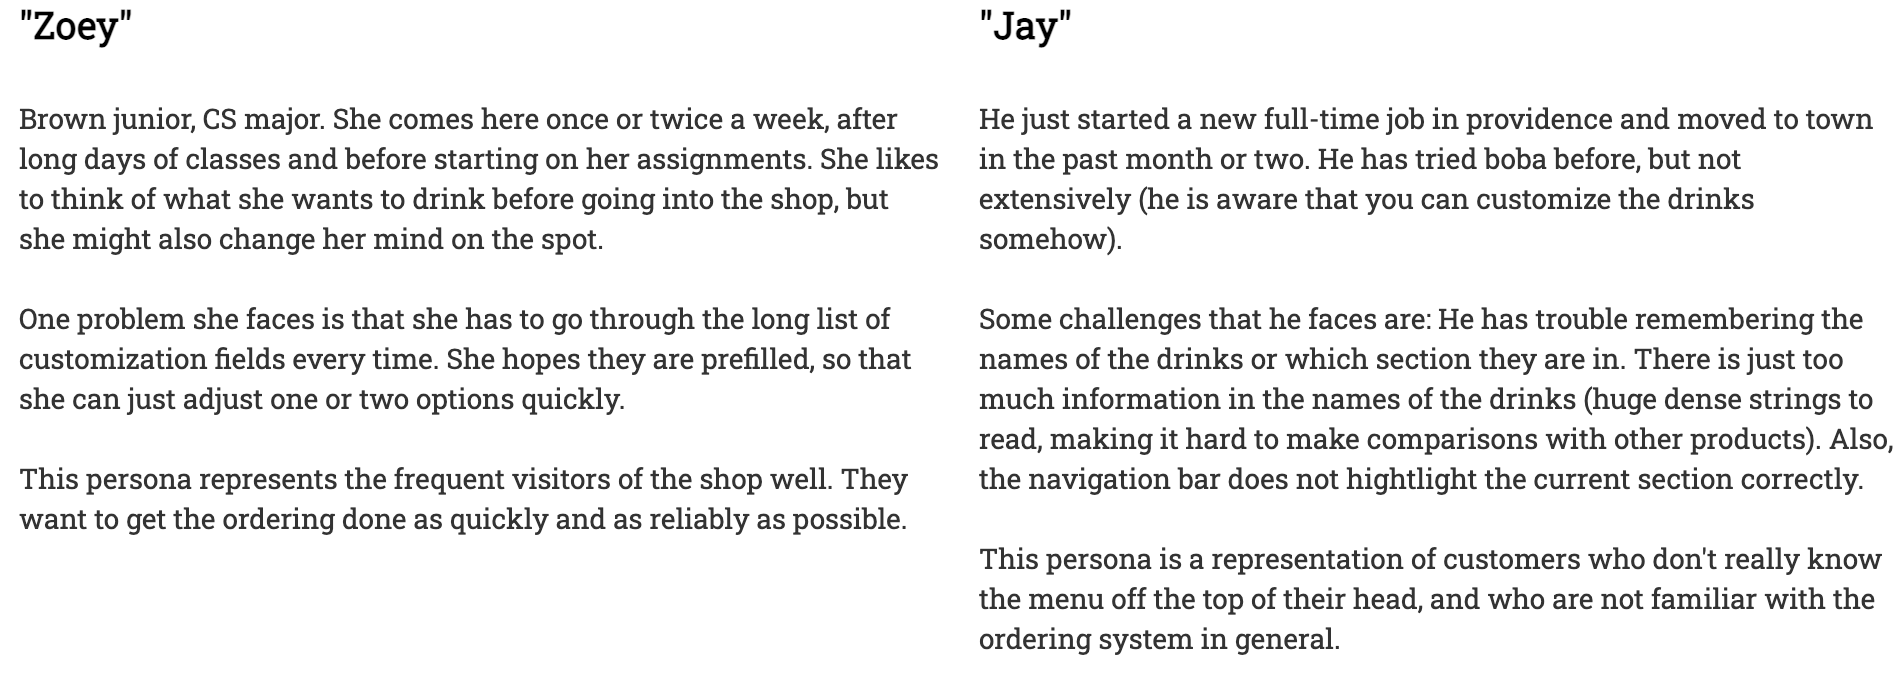 "Zoey"
Brown junior, CS major. She comes here once or twice a week, after
long days of classes and before starting on her assignments. She likes
to think of what she wants to drink before going into the shop, but
she might also change her mind on the spot.
One problem she faces is that she has to go through the long list of
customization fields every time. She hopes they are prefilled, so that
she can just adjust one or two options quickly.
This persona represents the frequent visitors of the shop well. They
want to get the ordering done as quickly and as reliably as possible.
"Jay"
He just started a new full-time job in providence and moved to town
in the past month or two. He has tried boba before, but not
extensively (he is aware that you can customize the drinks
somehow).
Some challenges that he faces are: He has trouble remembering the
names of the drinks or which section they are in. There is just too
much information in the names of the drinks (huge dense strings to
read, making it hard to make comparisons with other products). Also,
the navigation bar does not hightlight the current section correctly.
This persona is a representation of customers who don't really know
the menu off the top of their head, and who are not familiar with the
ordering system in general.